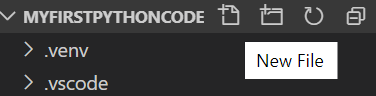 MYFIRSTPYTHONCODE
.venv
New File
.vscode